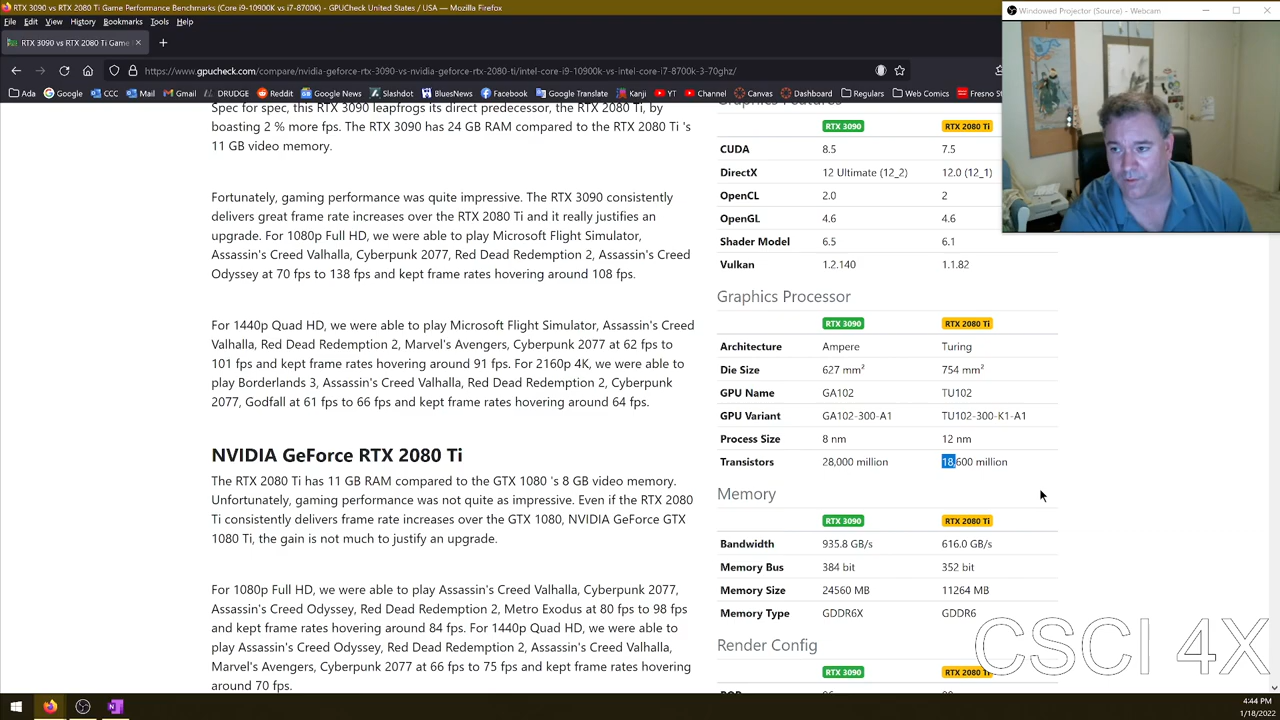 RTX 3090 vs RTX 2080 Ti Game Performance Benchmarks (Core i9-10900K vs i7-8700K) - GPUCheck United States / USA — Mozilla Firefox
File Edit View History Bookmarks Tools Help
RTX 3090 vs RTX 2080 Ti Game
https://www.gpucheck.com/compare/nvidia-geforce-rtx-3090-vs-nvidia-geforce-rtx-2080-ti/intel-core-i9-10900k-vs-intel-core-i7-8700k-3-70ghz/
Ada Google CCC Mail Gmail DRUDGE Reddit Google News BluesNews Facebook Google Translate Kanji YT Channel Canvas Dashboard Regulars Web Comics Fresno St
Windowed Projector (Source) - Webcam
Spec for spec, this RTX 3090 leapfrogs its direct predecessor, the RTX 2080 Ti, by
boasting 2 % more fps. The RTX 3090 has 24 GB RAM compared to the RTX 2080 Ti 's
11 GB video memory.
Fortunately, gaming performance was quite impressive. The RTX 3090 consistently
delivers great frame rate increases over the RTX 2080 Ti and it really justifies an
upgrade. For 1080p Full HD, we were able to play Microsoft Flight Simulator,
Assassin's Creed Valhalla, Cyberpunk 2077, Red Dead Redemption 2, Assassin's Creed
Odyssey at 70 fps to 138 fps and kept frame rates hovering around 108 fps.
For 1440p Quad HD, we were able to play Microsoft Flight Simulator, Assassin's Creed
Valhalla, Red Dead Redemption 2, Marvel's Avengers, Cyberpunk 2077 at 62 fps to
101 fps and kept frame rates hovering around 91 fps. For 2160p 4K, we were able to
play Borderlands 3, Assassin's Creed Valhalla, Red Dead Redemption 2, Cyberpunk
2077, Godfall at 61 fps to 66 fps and kept frame rates hovering around 64 fps.
NVIDIA GeForce RTX 2080 Ti
The RTX 2080 Ti has 11 GB RAM compared to the GTX 1080 's 8 GB video memory.
Unfortunately, gaming performance was not quite as impressive. Even if the RTX 2080
Ti consistently delivers frame rate increases over the GTX 1080, NVIDIA GeForce GTX
1080 Ti, the gain is not much to justify an upgrade.
For 1080p Full HD, we were able to play Assassin's Creed Valhalla, Cyberpunk 2077,
Assassin's Creed Odyssey, Red Dead Redemption 2, Metro Exodus at 80 fps to 98 fps
and kept frame rates hovering around 84 fps. For 1440p Quad HD, we were able to
play Assassin's Creed Odyssey, Red Dead Redemption 2, Assassin's Creed Valhalla,
Marvel's Avengers, Cyberpunk 2077 at 66 fps to 75 fps and kept frame rates hovering
around 70 fps.
Graphics Features
RTX 3090 RTX 2080 Ti
CUDA 8.5 7.5
DirectX 12 Ultimate (12_2) 12.0 (12_1)
OpenCL 2.0 2
OpenGL 4.6 4.6
Shader Model 6.5 6.1
Vulkan 1.2.140 1.1.82
Graphics Processor
RTX 3090 RTX 2080 Ti
Architecture Ampere Turing
Die Size 627 mm² 754 mm²
GPU Name GA102 TU102
GPU Variant GA102-300-A1 TU102-300-K1-A1
Process Size 8 nm 12 nm
Transistors 28,000 million 18,600 million
Memory
RTX 3090 RTX 2080 Ti
Bandwidth 935.8 GB/s 616.0 GB/s
Memory Bus 384 bit 352 bit
Memory Size 24560 MB 11264 MB
Memory Type GDDR6X GDDR6
Render Config
RTX 3090 RTX 2080 Ti
CSCI 4X
4:44 PM
1/18/2022